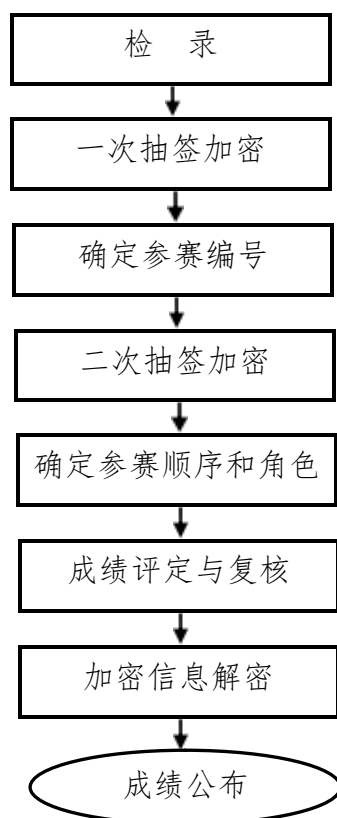 检 录
一次抽签加密
确定参赛编号
二次抽签加密
确定参赛顺序和角色
成绩评定与复核
加密信息解密
成绩公布